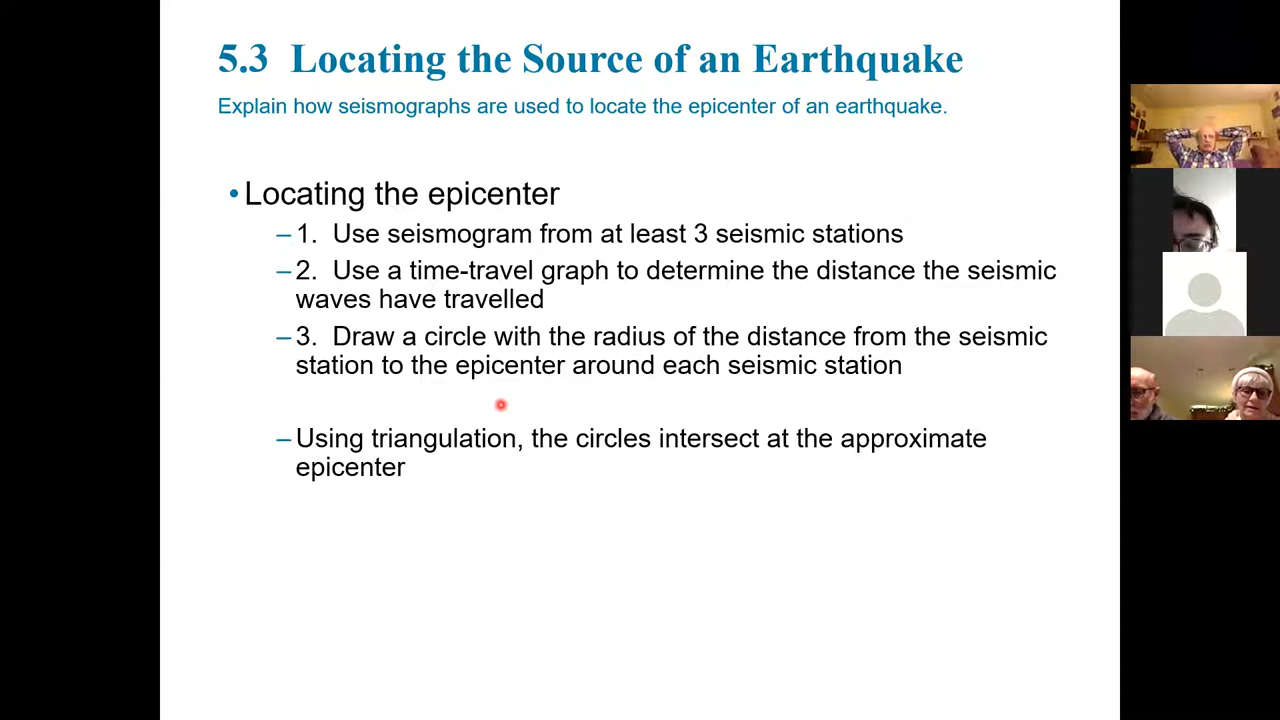 5.3 Locating the Source of an Earthquake
Explain how seismographs are used to locate the epicenter of an earthquake.
•Locating the epicenter
–1. Use seismogram from at least 3 seismic stations
–2. Use a time-travel graph to determine the distance the seismic
waves have travelled
–3. Draw a circle with the radius of the distance from the seismic
station to the epicenter around each seismic station
–Using triangulation, the circles intersect at the approximate
epicenter